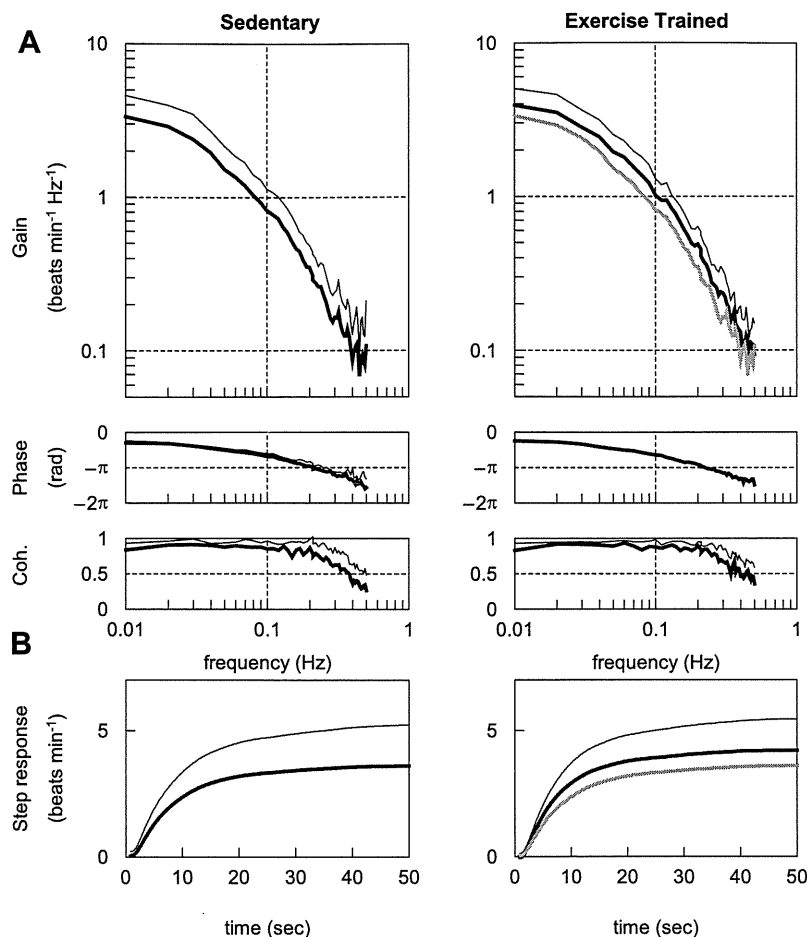 Sedentary
Exercise Trained
A
10
1
0.1
Gain
(beats min-1 Hz-1)
10
1
0.1
0
−π
−2π
Phase
(rad)
0
−π
−2π
1
0.5
0
Coh.
1
0.5
0
0.01
0.1
1
frequency (Hz)
0.01
0.1
1
frequency (Hz)
B
5
0
Step response
(beats min-1)
5
0
0
10
20
30
40
50
time (sec)
0
10
20
30
40
50
time (sec)